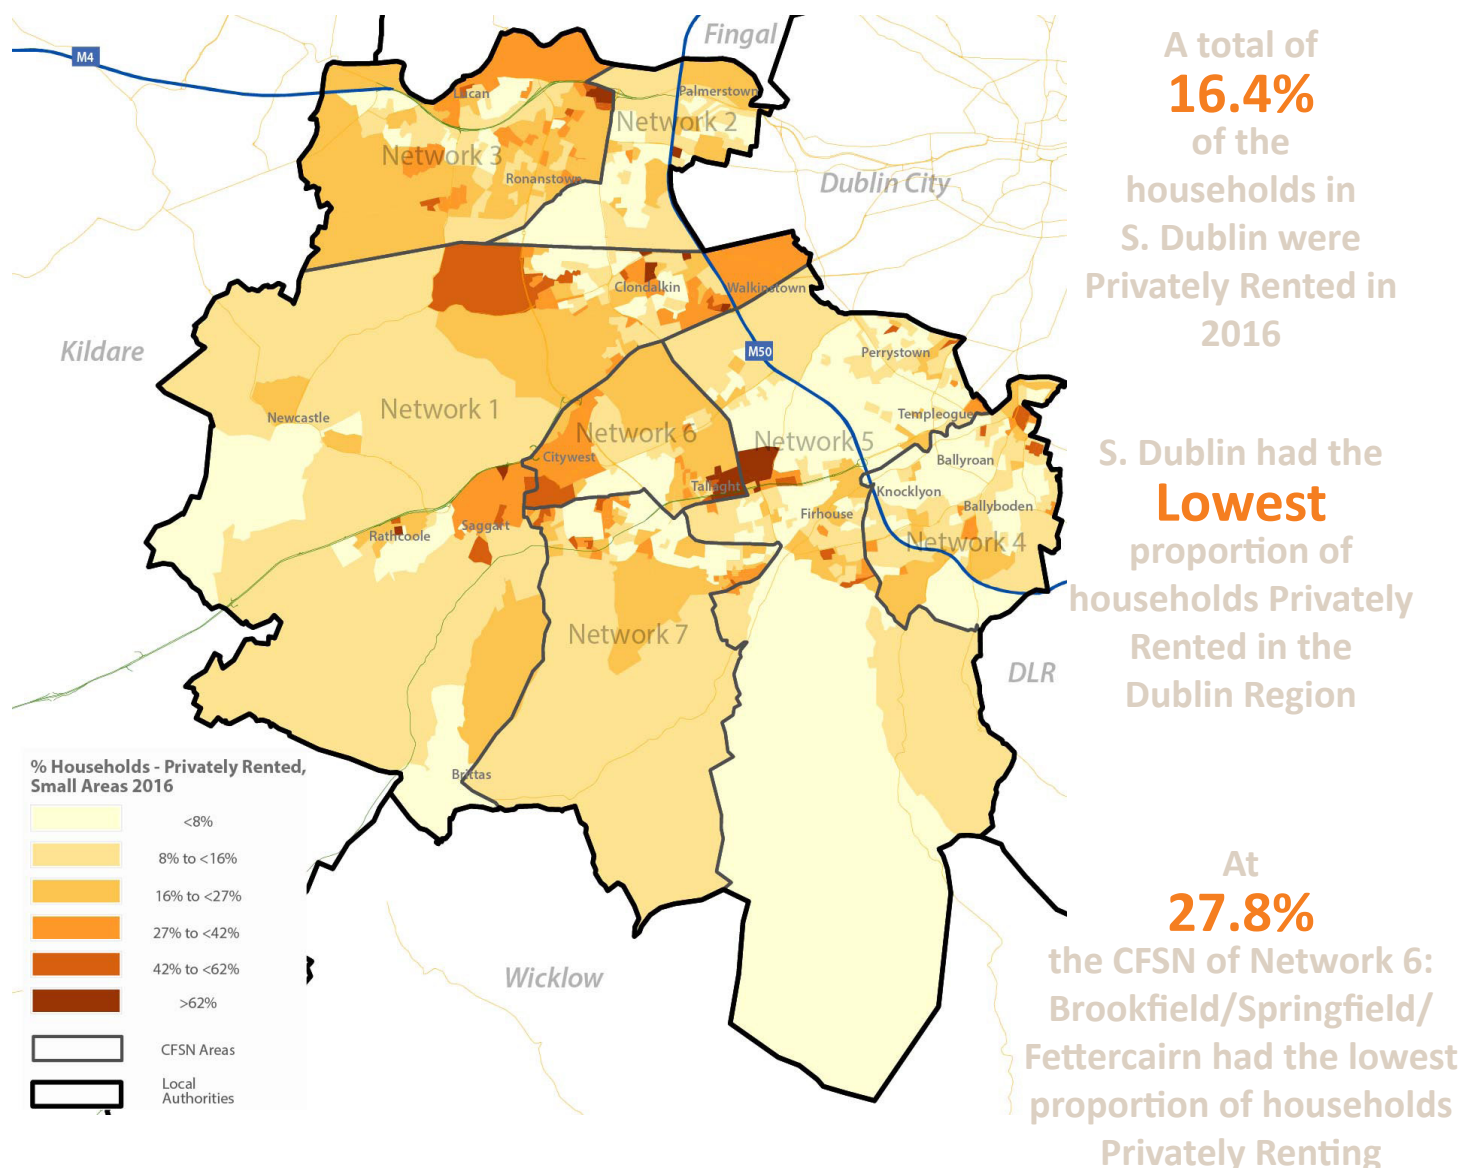 Fingal
M4
Lucan
Palmerstown
Network 2
Network 3
Ronanstown
Dublin City
Clondalkin
Walkinstown
Kildare
M50
Perrystown
Newcastle
Network 1
Templeogue
Network 6
Network 5
Citywest
Ballyroan
Tallaght
Knocklyon
Ballyboden
Firhouse
Saggart
Rathcoole
Network 4
Network 7
DLR
Brittas
Wicklow
% Households - Privately Rented,
Small Areas 2016
<8%
8% to <16%
16% to <27%
27% to <42%
42% to <62%
>62%
CFSN Areas
Local
Authorities
A total of
16.4%
of the
households in
S. Dublin were
Privately Rented in
2016
S. Dublin had the
Lowest
proportion of
households Privately
Rented in the
Dublin Region
At
27.8%
the CFSN of Network 6:
Brookfield/Springfield/
Fettercairn had the lowest
proportion of households
Privately Renting